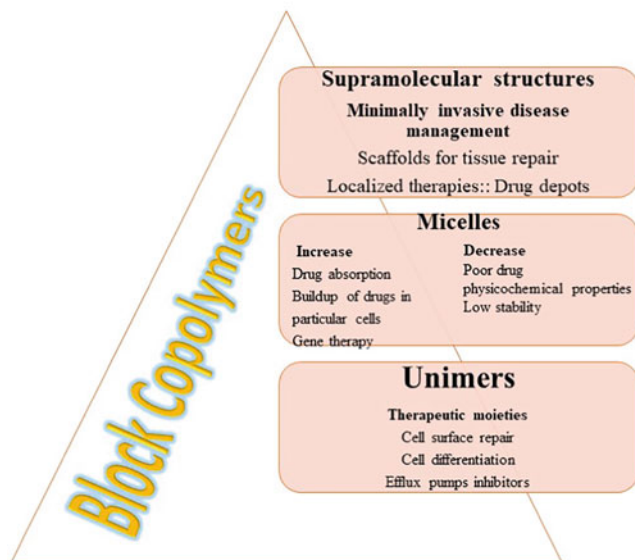 Block Copolymers
Supramolecular structures
Minimally invasive disease
management
Scaffolds for tissue repair
Localized therapies:: Drug depots
Micelles
Increase
Drug absorption
Buildup of drugs in
particular cells
Gene therapy
Decrease
Poor drug
physicochemical properties
Low stability
Unimers
Therapeutic moieties
Cell surface repair
Cell differentiation
Efflux pumps inhibitors